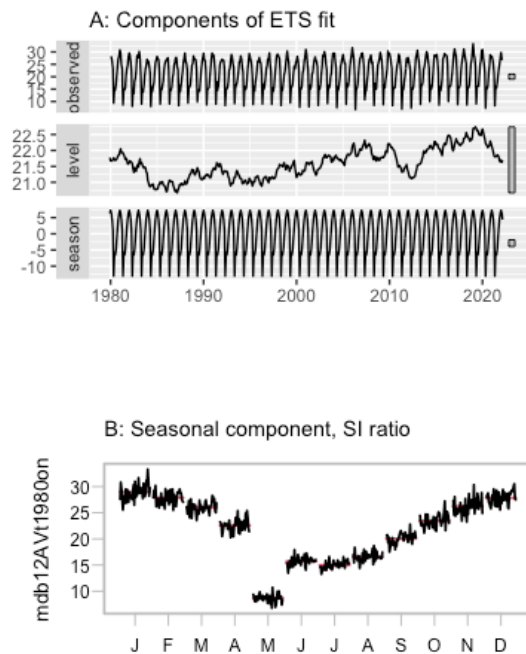 A: Components of ETS fit
observed
30
25
20
15
10
level
22.5
22.0
21.5
21.0
season
5
0
-5
-10
1980 1990 2000 2010 2020
B: Seasonal component, SI ratio
mdb12AVt1980on
30
25
20
15
10
J F M A M J J A S O N D